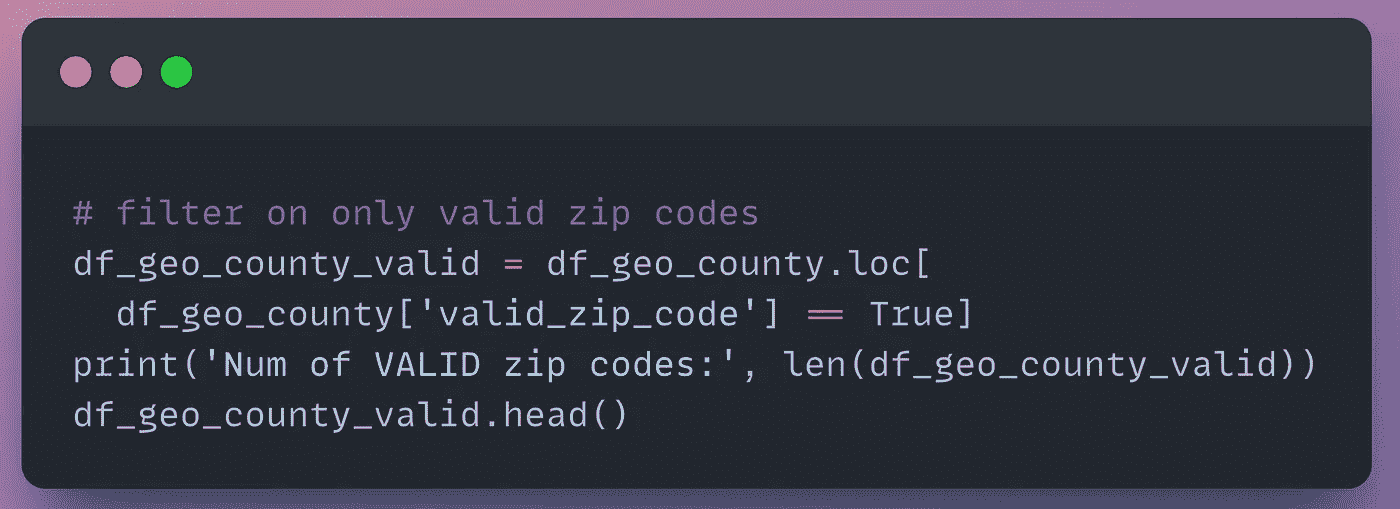 # filter on only valid zip codes
df_geo_county_valid = df_geo_county.loc[
  df_geo_county['valid_zip_code'] == True]
print('Num of VALID zip codes:', len(df_geo_county_valid))
df_geo_county_valid.head()